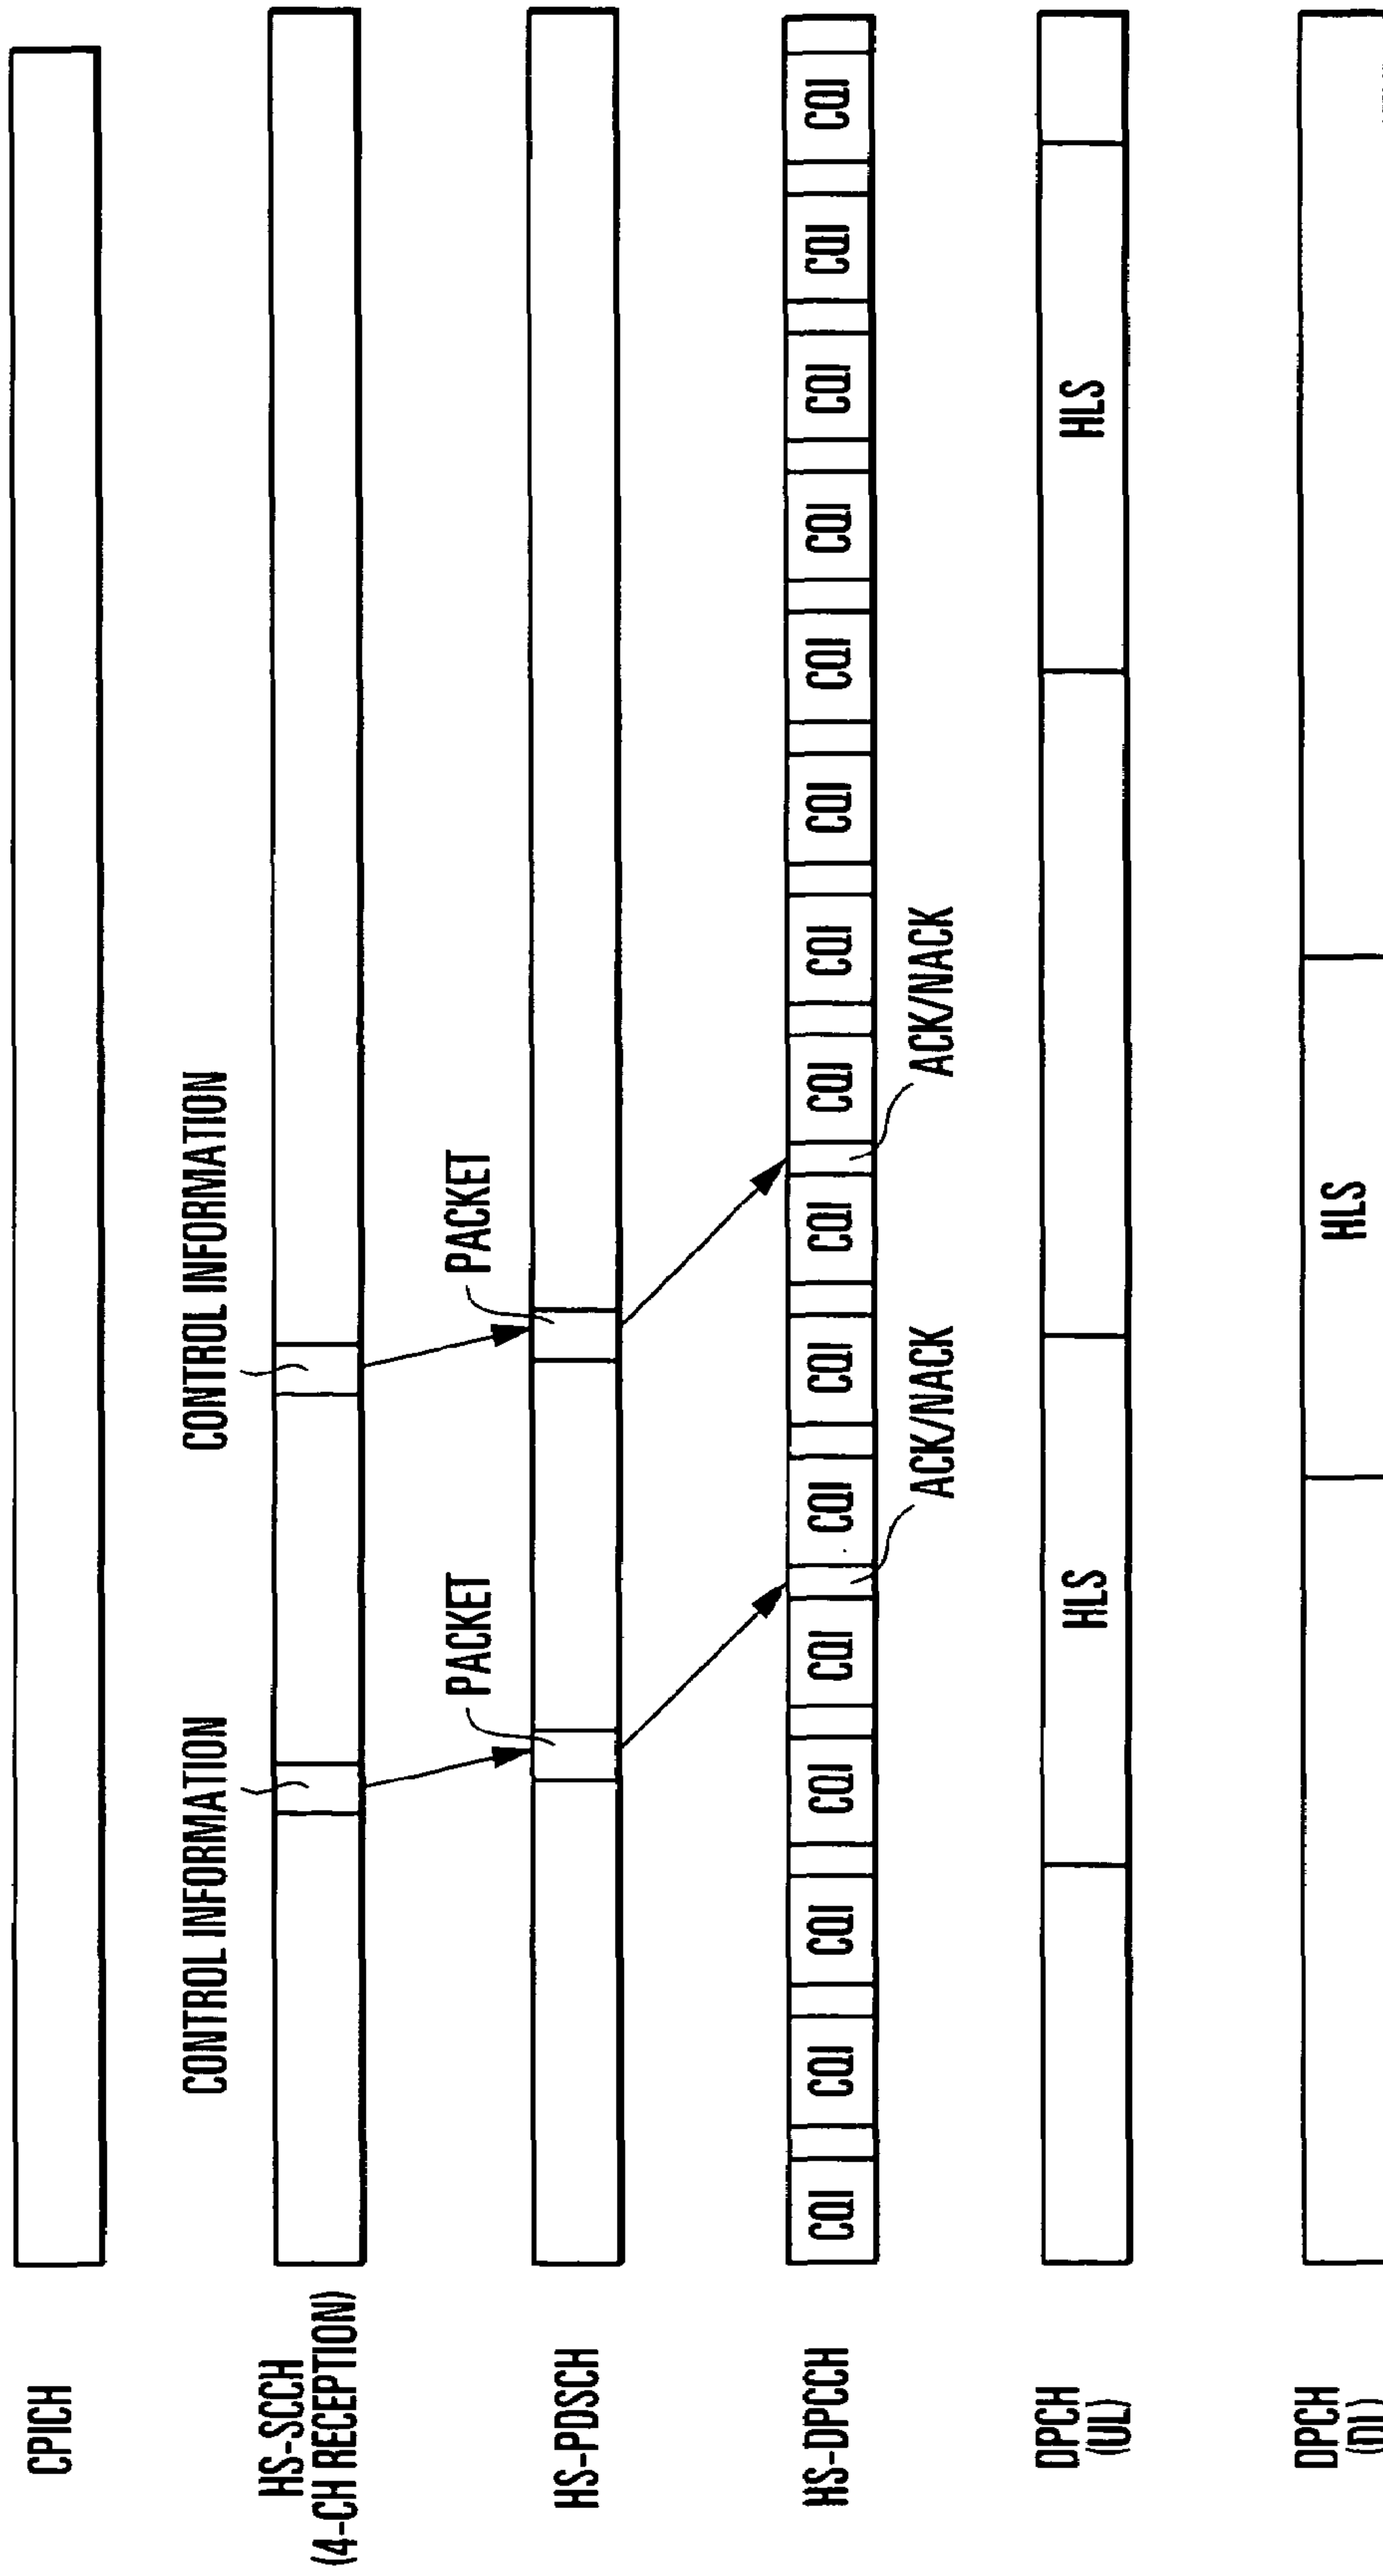 CPICH
CONTROL INFORMATION CONTROL INFORMATION
HS-SCCH
(4-CH RECEPTION)
PACKET PACKET
HS-PDSCH
HS-DPCCH CQI CQI CQI CQI CQI CQI CQI CQI CQI CQI CQI CQI CQI CQI CQI CQI
ACK/NACK ACK/NACK
DPCH HLS HLS
(UL)
DPCH HLS
(DL)